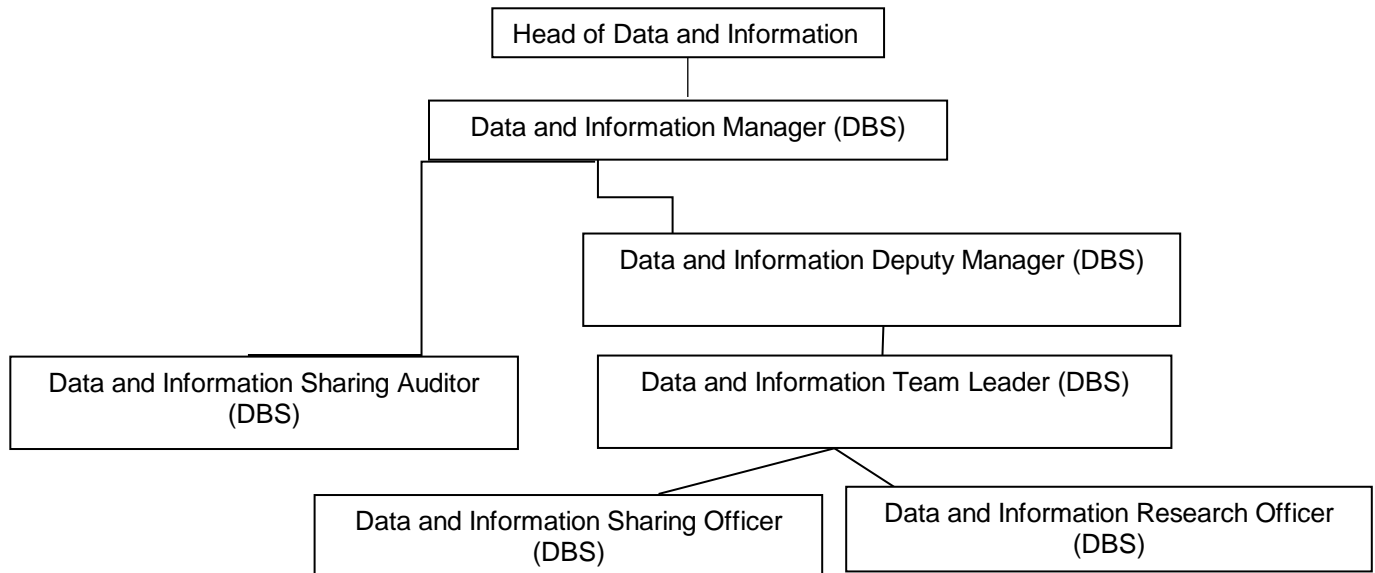 Head of Data and Information
Data and Information Manager (DBS)
Data and Information Deputy Manager (DBS)
Data and Information Sharing Auditor
(DBS)
Data and Information Team Leader (DBS)
Data and Information Sharing Officer
(DBS)
Data and Information Research Officer
(DBS)